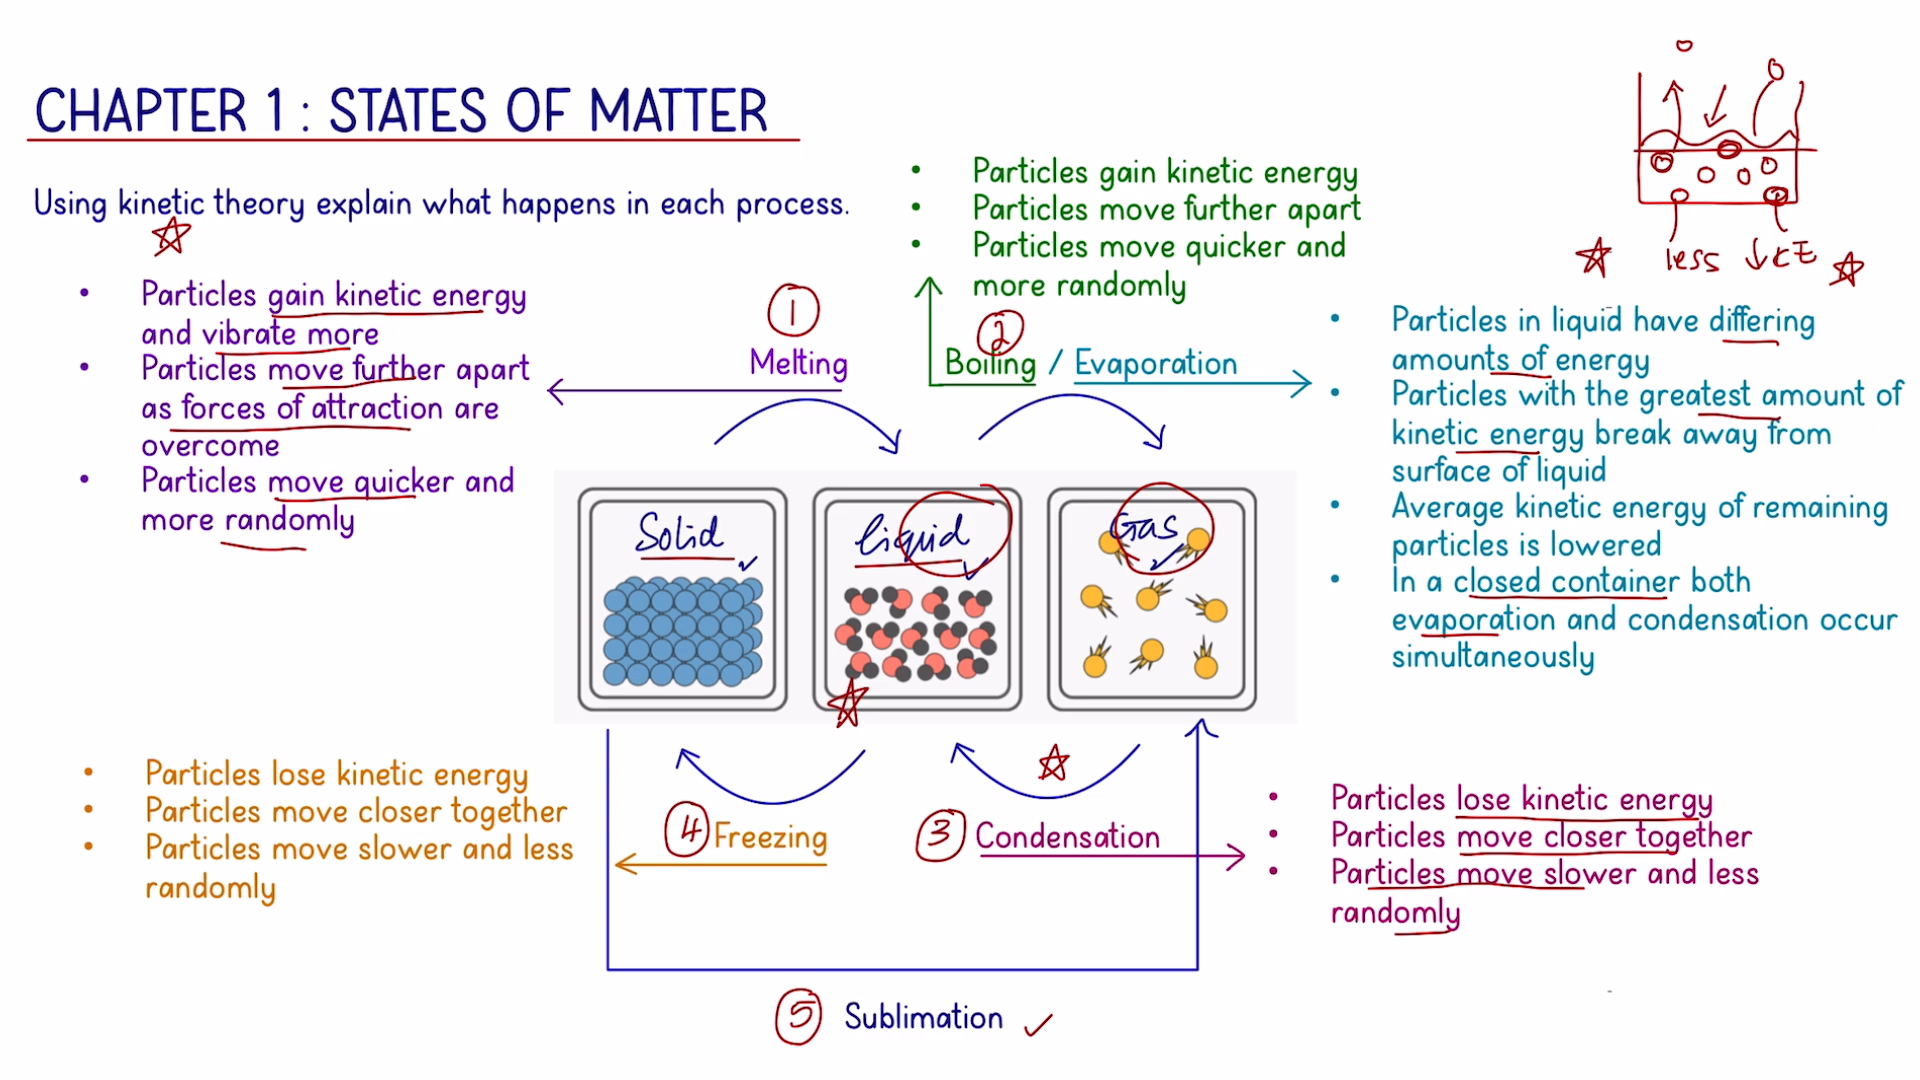 CHAPTER 1 : STATES OF MATTER
Using kinetic theory explain what happens in each process.
• Particles gain kinetic energy
and vibrate more
• Particles move further apart
as forces of attraction are
overcome
• Particles move quicker and
more randomly
1
Melting
• Particles gain kinetic energy
• Particles move further apart
• Particles move quicker and
more randomly
2
Boiling / Evaporation
less ↓KE
• Particles in liquid have differing
amounts of energy
• Particles with the greatest amount of
kinetic energy break away from
surface of liquid
• Average kinetic energy of remaining
particles is lowered
• In a closed container both
evaporation and condensation occur
simultaneously
Solid
liquid
Gas
• Particles lose kinetic energy
• Particles move closer together
• Particles move slower and less
randomly
4 Freezing
3 Condensation
• Particles lose kinetic energy
• Particles move closer together
• Particles move slower and less
randomly
5 Sublimation